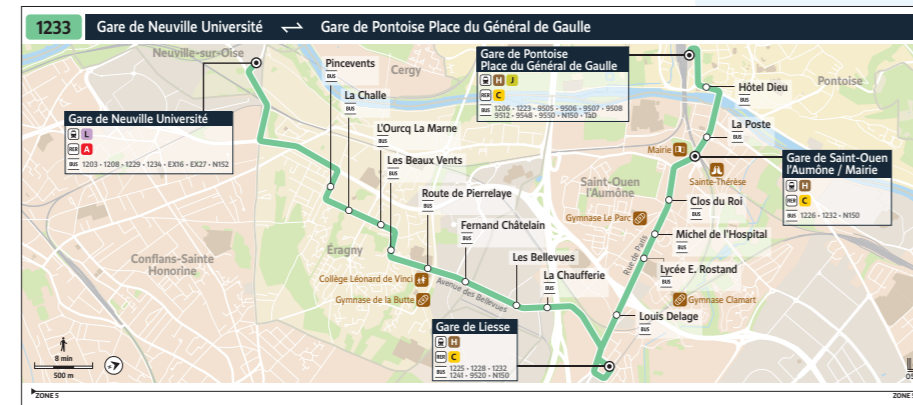 1233 Gare de Neuville Université ⇌ Gare de Pontoise Place du Général de Gaulle
Neuville-sur-Oise
Pincevents
BUS
Cergy
Gare de Pontoise
Place du Général de Gaulle
H J
RER C
BUS 1206 • 1223 • 9505 • 9506 • 9507 • 9508
9512 • 9548 • 9550 • N150 • TàD
Hôtel Dieu
BUS
Pontoise
La Challe
BUS
Gare de Neuville Université
L
RER A
BUS 1203 • 1208 • 1229 • 1234 • EX16 • EX27 • N152
L'Ourcq La Marne
BUS
La Poste
BUS
Mairie
Les Beaux Vents
BUS
Gare de Saint-Ouen
l'Aumône / Mairie
H
RER C
BUS 1226 • 1232 • N150
Sainte-Thérèse
Saint-Ouen
l'Aumône
Route de Pierrelaye
BUS
Clos du Roi
BUS
Gymnase Le Parc
Fernand Châtelain
BUS
Michel de l'Hospital
BUS
Rue de Paris
Éragny
Conflans-Sainte
Honorine
Les Bellevues
BUS
Lycée E. Rostand
BUS
La Chaufferie
BUS
Collège Léonard de Vinci
Avenue des Bellevues
Gymnase de la Butte
Gymnase Clamart
Louis Delage
BUS
Gare de Liesse
H
RER C
BUS 1225 • 1228 • 1232
1241 • 9520 • N150
8 min
500 m
ZONE 5
ZONE 5